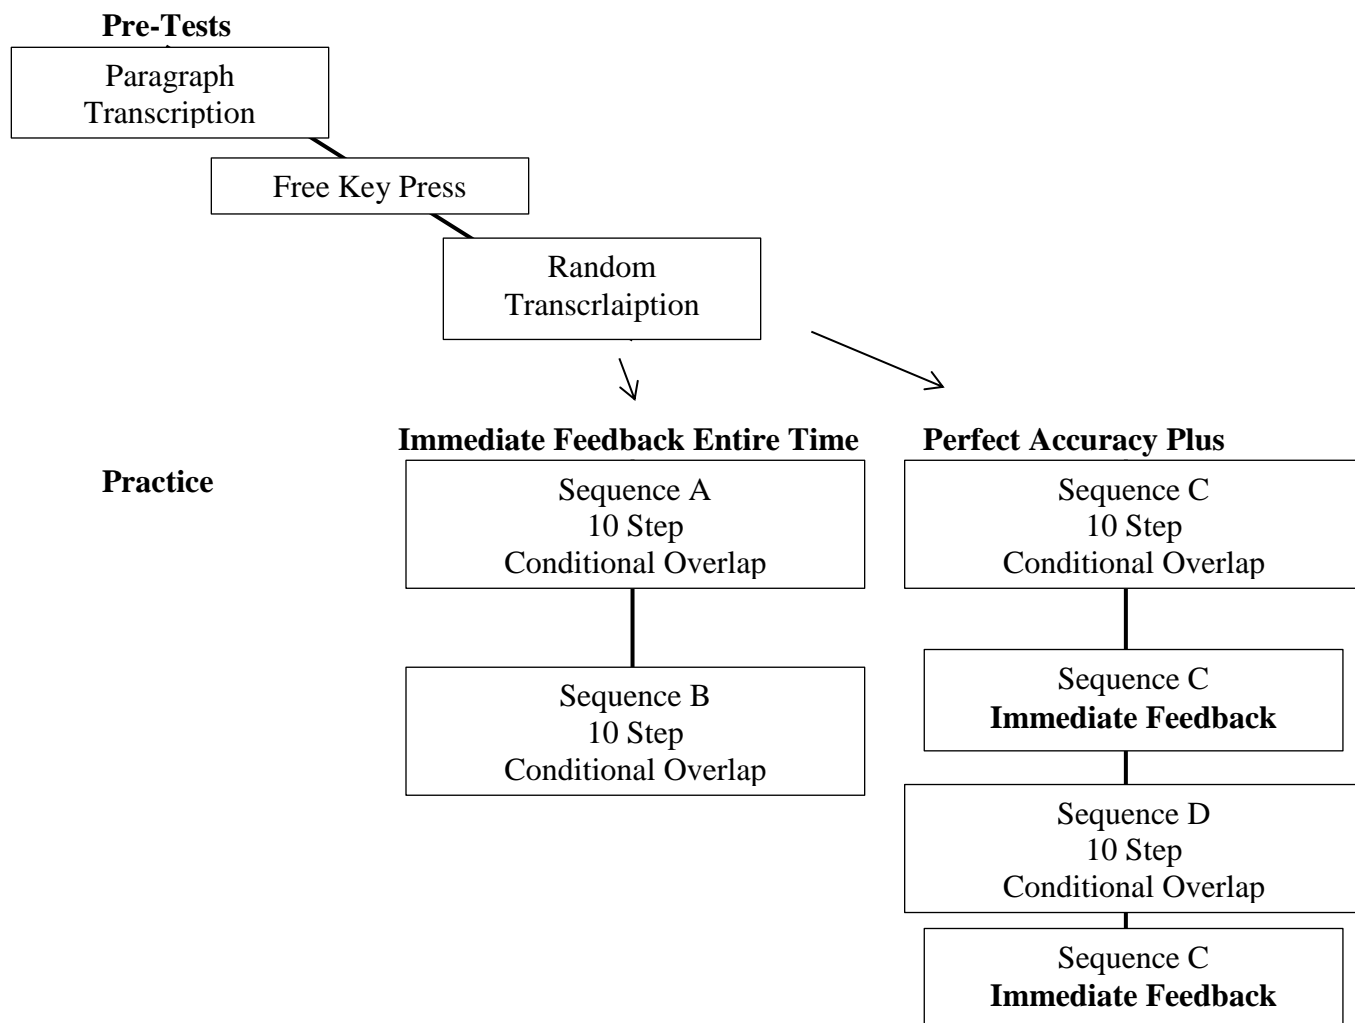 Pre-Tests
Paragraph
Transcription
Free Key Press
Random
Transcrlaiption
Immediate Feedback Entire Time
Perfect Accuracy Plus
Practice
Sequence A
10 Step
Conditional Overlap
Sequence B
10 Step
Conditional Overlap
Sequence C
10 Step
Conditional Overlap
Sequence C
Immediate Feedback
Sequence D
10 Step
Conditional Overlap
Sequence C
Immediate Feedback